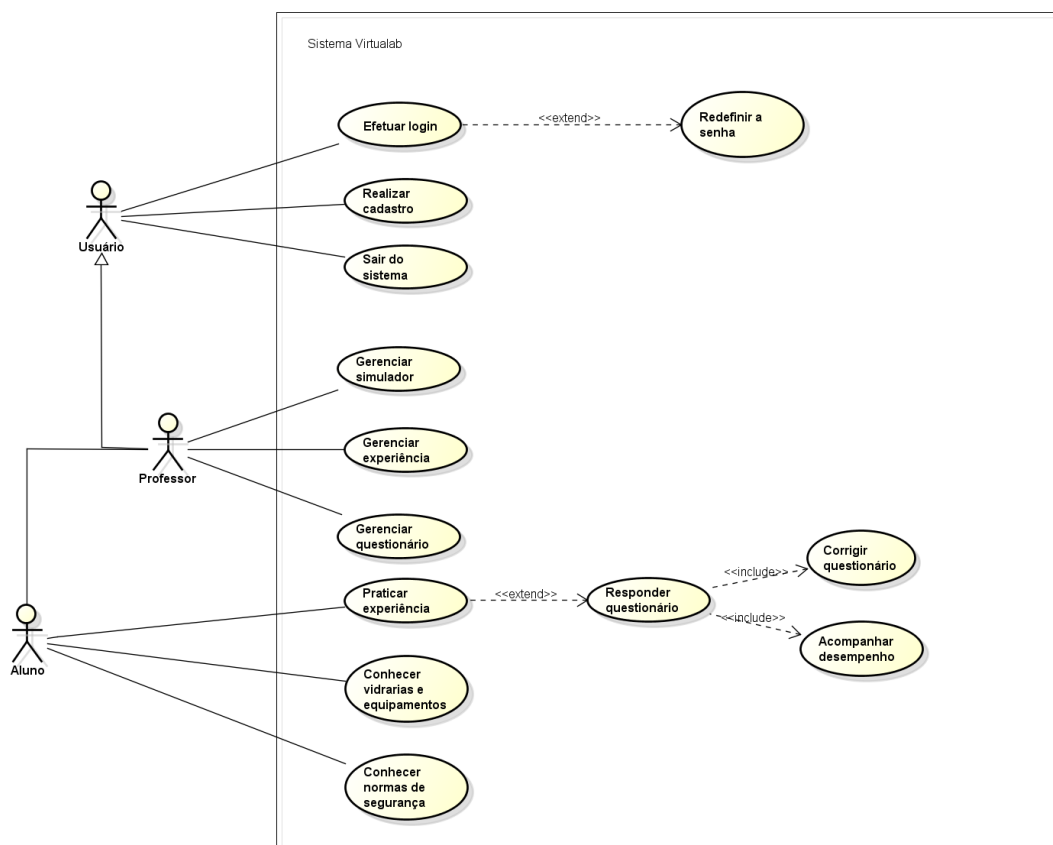 Sistema Virtualab
Efetuar login
<<extend>>
Redefinir a
senha
Realizar
cadastro
Usuário
Sair do
sistema
Gerenciar
simulador
Professor
Gerenciar
experiência
Gerenciar
questionário
Corrigir
questionário
<<include>>
Praticar
experiência
<<extend>>
Responder
questionário
<<include>>
Acompanhar
desempenho
Aluno
Conhecer
vidrarias e
equipamentos
Conhecer
normas de
segurança